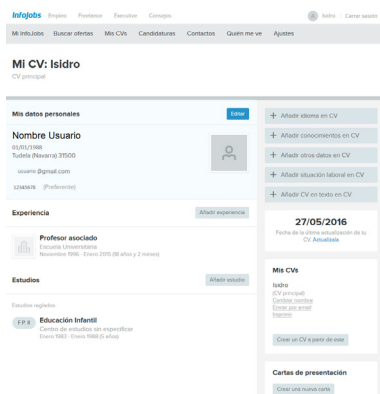 InfoJobs Empleo Freelance Executive Consejos Isidro Cerrar sesión
Mi InfoJobs Buscar ofertas Mis CVs Candidaturas Contactos Quién me ve Ajustes
Mi CV: Isidro
CV principal
Mis datos personales Editar
Nombre Usuario
01/01/1988
Tudela (Navarra) 31500
usuario @gmail.com
12345678 (Preferente)
Experiencia Añadir experiencia
Profesor asociado
Escuela Universitaria
Noviembre 1996 - Enero 2015 (18 años y 2 meses)
Estudios Añadir estudio
Estudios reglados
F.P. II Educación Infantil
Centro de estudios sin especificar
Enero 1983 - Enero 1988 (5 años)
+ Añadir idioma en CV
+ Añadir conocimientos en CV
+ Añadir otros datos en CV
+ Añadir situación laboral en CV
+ Añadir CV en texto en CV
27/05/2016
Fecha de la última actualización de tu
CV. Actualízala
Mis CVs
Isidro
(CV principal)
Cambiar nombre
Enviar por email
Imprimir
Crear un CV a partir de este
Cartas de presentación
Crear una nueva carta